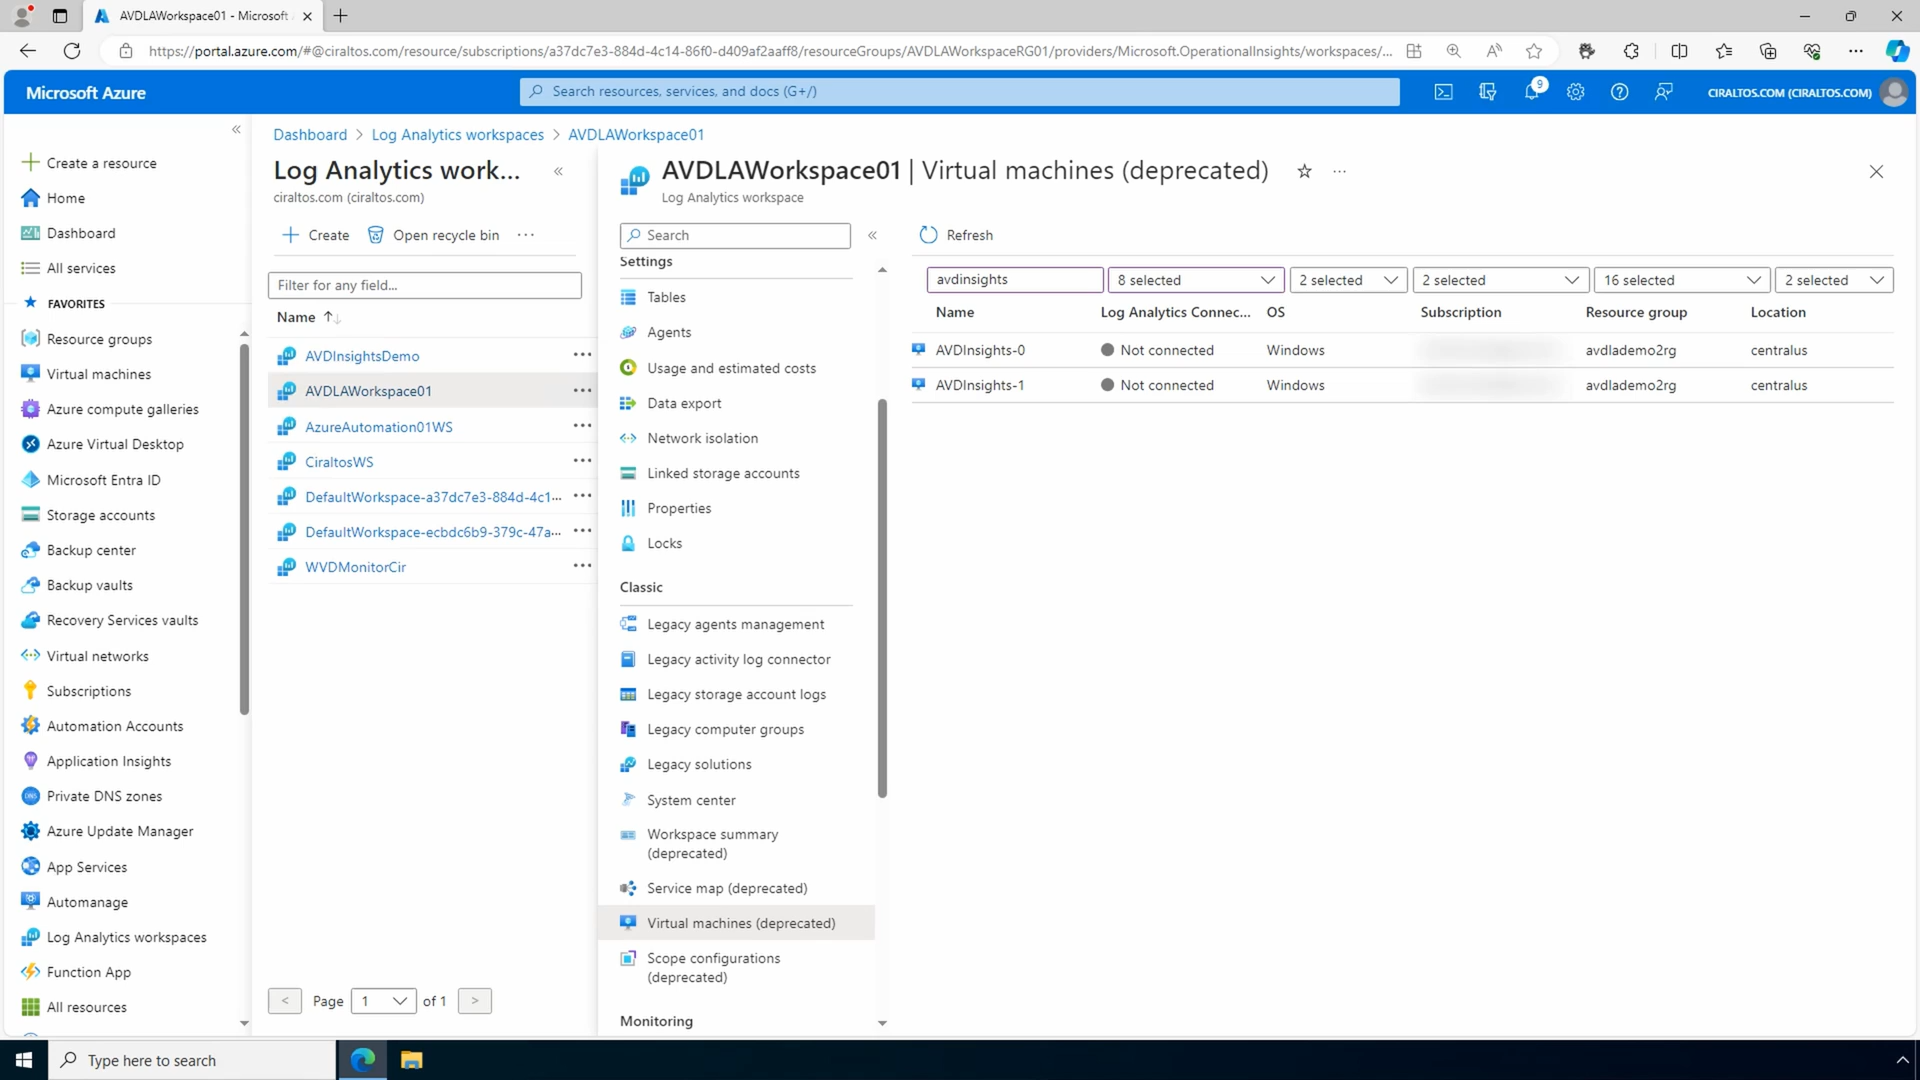 AVDLAWorkspace01 - Microsoft
https://portal.azure.com/#@ciraltos.com/resource/subscriptions/a37dc7e3-884d-4c14-86f0-d409af2aaff8/resourceGroups/AVDLAWorkspaceRG01/providers/Microsoft.OperationalInsights/workspaces/...
Microsoft Azure
Search resources, services, and docs (G+/)
9
CIRALTOS.COM (CIRALTOS.COM)
Create a resource
Home
Dashboard
All services
FAVORITES
Resource groups
Virtual machines
Azure compute galleries
Azure Virtual Desktop
Microsoft Entra ID
Storage accounts
Backup center
Backup vaults
Recovery Services vaults
Virtual networks
Subscriptions
Automation Accounts
Application Insights
Private DNS zones
Azure Update Manager
App Services
Automanage
Log Analytics workspaces
Function App
All resources
Dashboard > Log Analytics workspaces > AVDLAWorkspace01
Log Analytics work...
ciraltos.com (ciraltos.com)
Create
Open recycle bin
Filter for any field...
Name
AVDInsightsDemo
AVDLAWorkspace01
AzureAutomation01WS
CiraltosWS
DefaultWorkspace-a37dc7e3-884d-4c1...
DefaultWorkspace-ecbdc6b9-379c-47a...
WVDMonitorCir
< Page 1 of 1 >
AVDLAWorkspace01 | Virtual machines (deprecated)
Log Analytics workspace
Search
Settings
Tables
Agents
Usage and estimated costs
Data export
Network isolation
Linked storage accounts
Properties
Locks
Classic
Legacy agents management
Legacy activity log connector
Legacy storage account logs
Legacy computer groups
Legacy solutions
System center
Workspace summary
(deprecated)
Service map (deprecated)
Virtual machines (deprecated)
Scope configurations
(deprecated)
Monitoring
Refresh
avdinsights 8 selected 2 selected 2 selected 16 selected 2 selected
Name Log Analytics Connec... OS Subscription Resource group Location
AVDInsights-0 Not connected Windows avdlademo2rg centralus
AVDInsights-1 Not connected Windows avdlademo2rg centralus
Type here to search